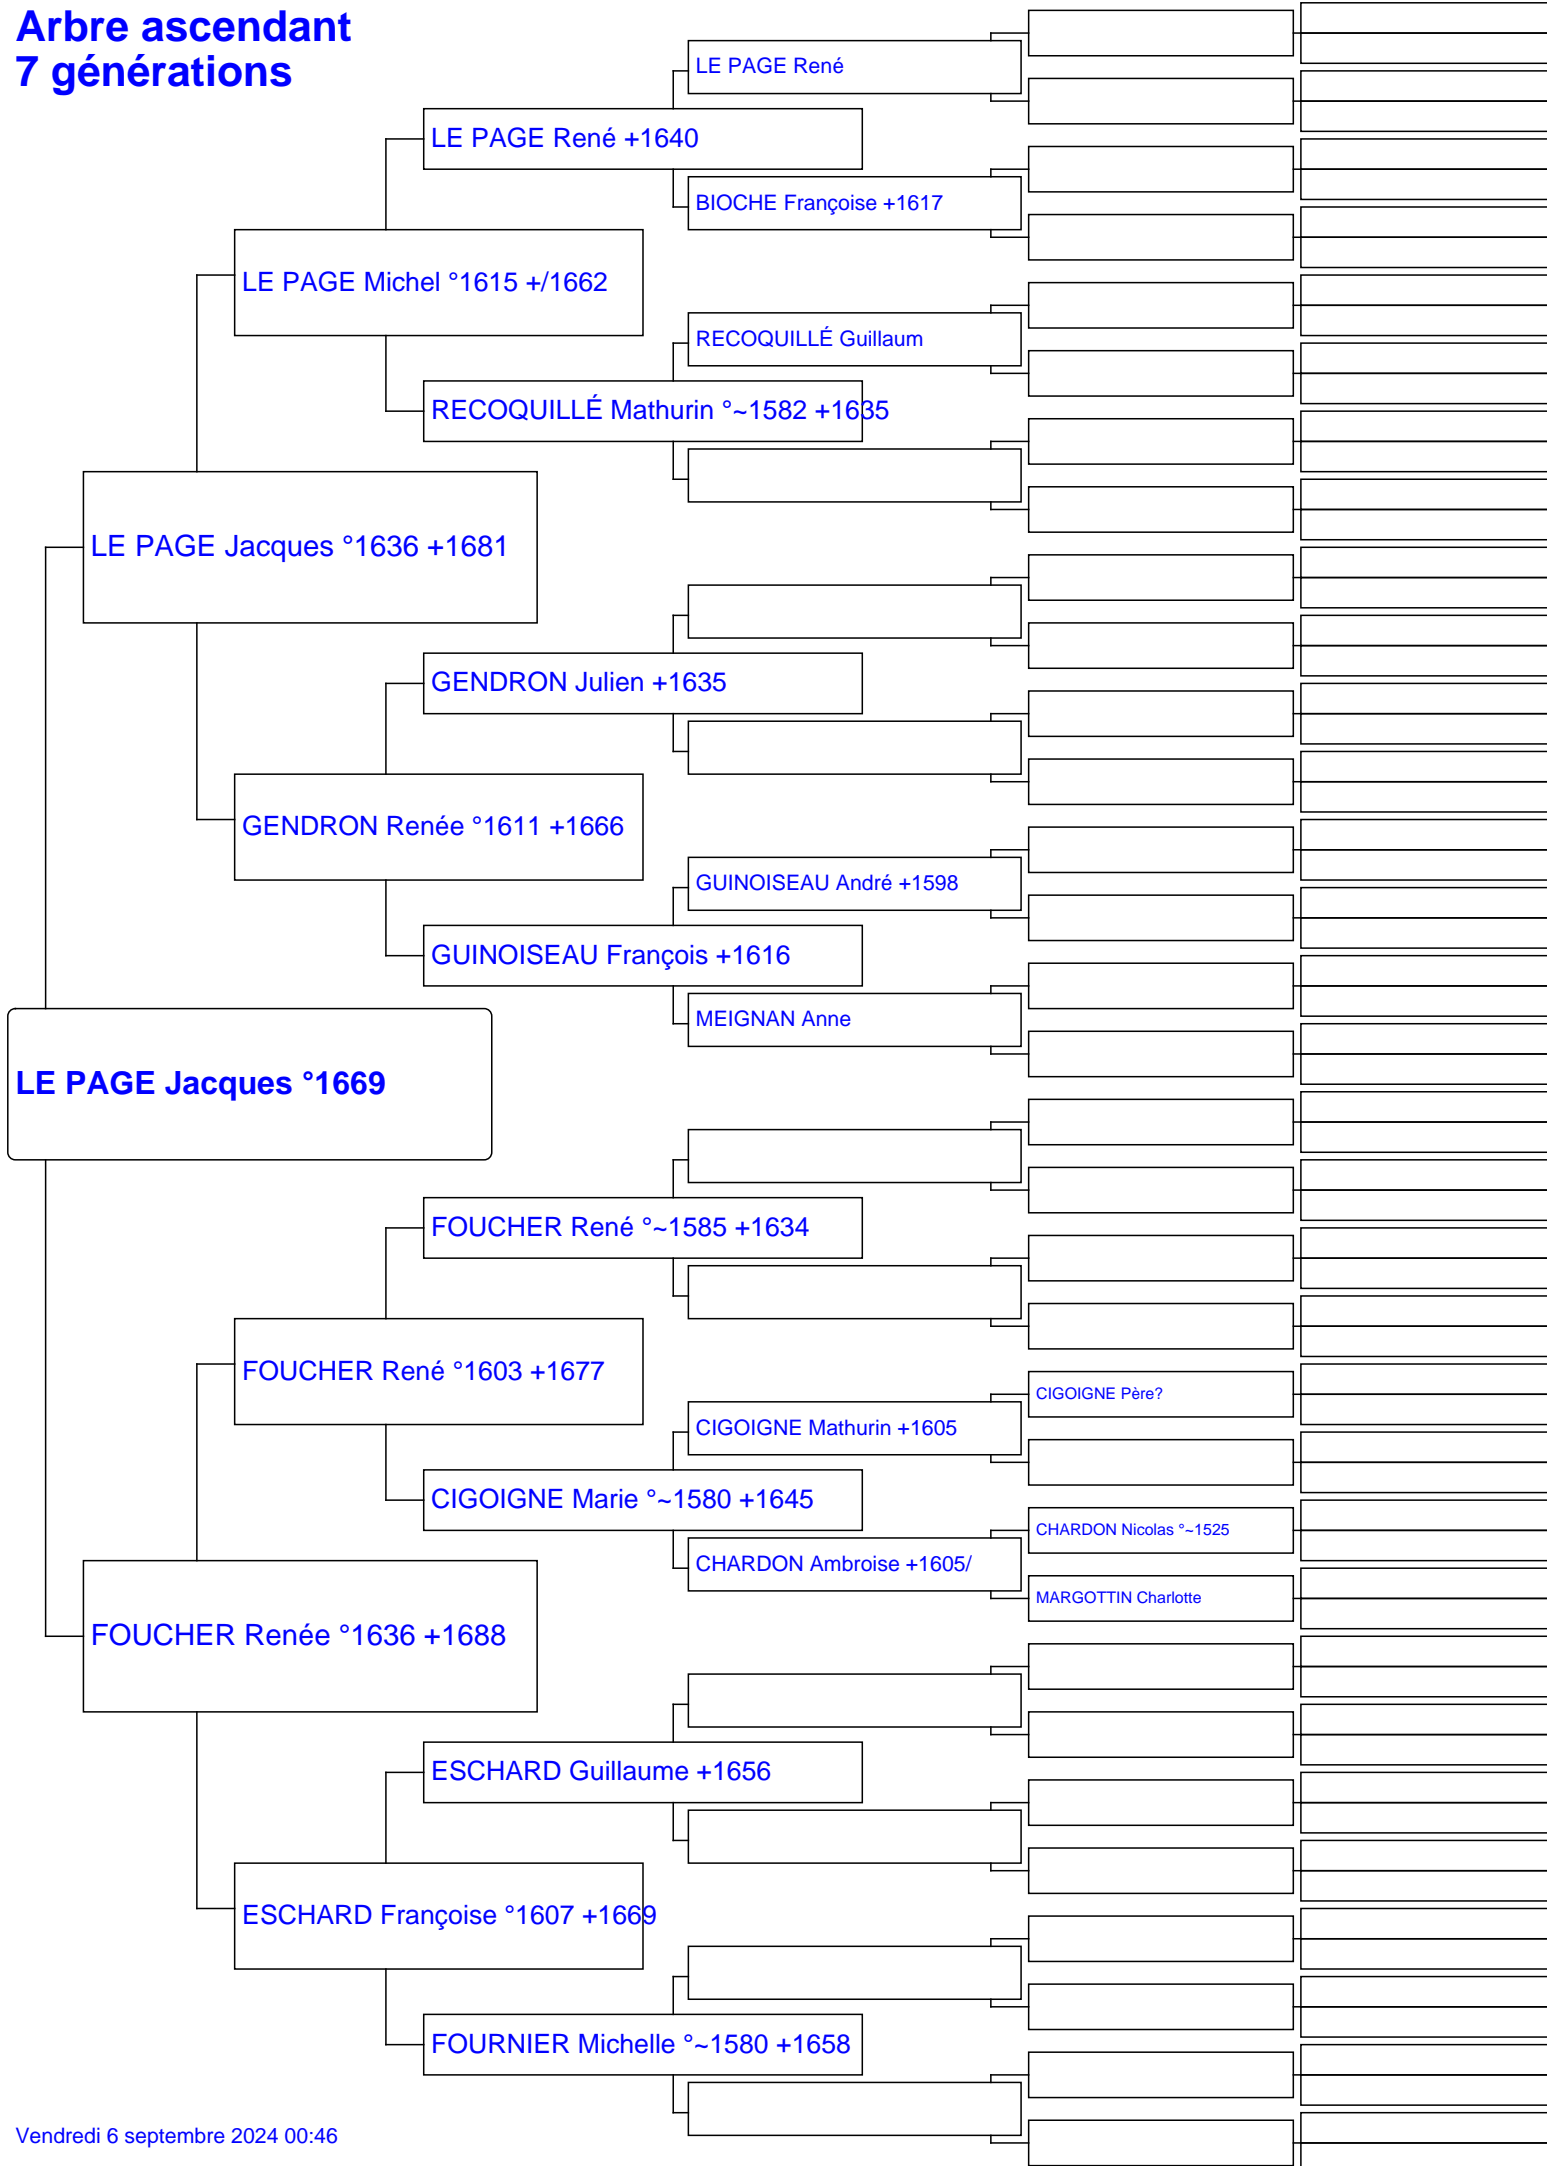 Arbre ascendant
7 générations
LE PAGE René
LE PAGE René +1640
BIOCHE Françoise +1617
LE PAGE Michel °1615 +/1662
RECOQUILLÉ Guillaum
RECOQUILLÉ Mathurin °~1582 +1635
LE PAGE Jacques °1636 +1681
GENDRON Julien +1635
GENDRON Renée °1611 +1666
GUINOISEAU André +1598
GUINOISEAU François +1616
MEIGNAN Anne
LE PAGE Jacques °1669
FOUCHER René °~1585 +1634
FOUCHER René °1603 +1677
CIGOIGNE Père?
CIGOIGNE Mathurin +1605
CIGOIGNE Marie °~1580 +1645
CHARDON Nicolas °~1525
CHARDON Ambroise +1605/
MARGOTTIN Charlotte
FOUCHER Renée °1636 +1688
ESCHARD Guillaume +1656
ESCHARD Françoise °1607 +1669
FOURNIER Michelle °~1580 +1658
Vendredi 6 septembre 2024 00:46